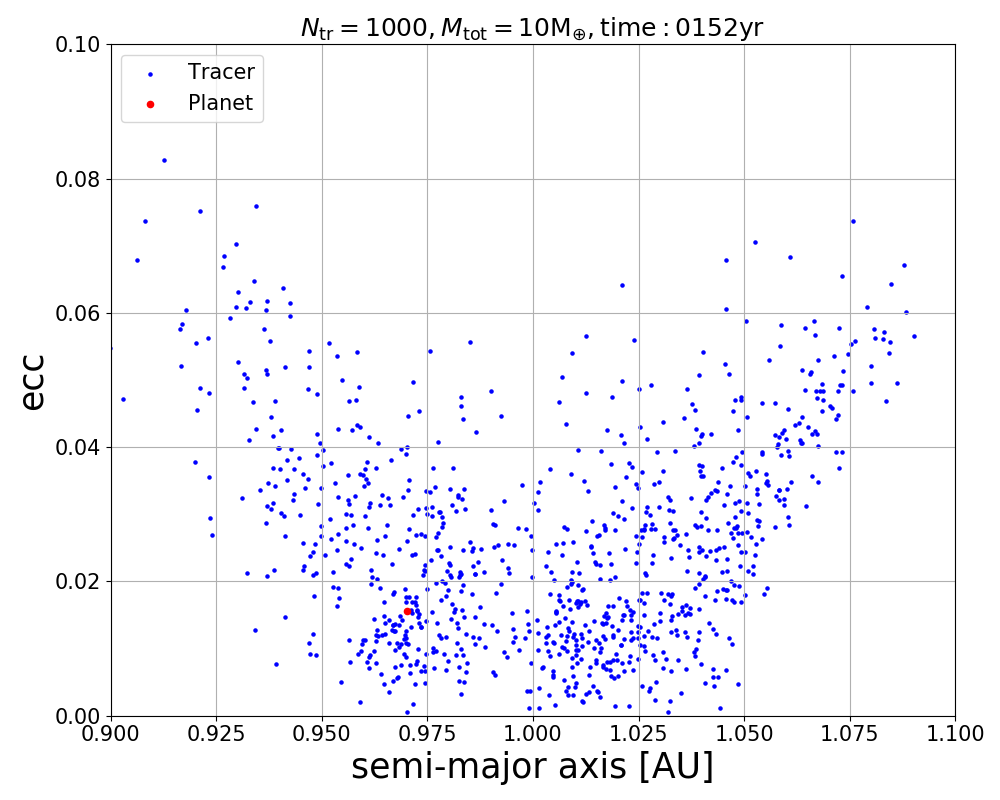 N_tr = 1000, M_tot = 10M_⊕, time : 0152yr
Tracer
Planet
ecc
0.10
0.08
0.06
0.04
0.02
0.00
0.900 0.925 0.950 0.975 1.000 1.025 1.050 1.075 1.100
semi-major axis [AU]